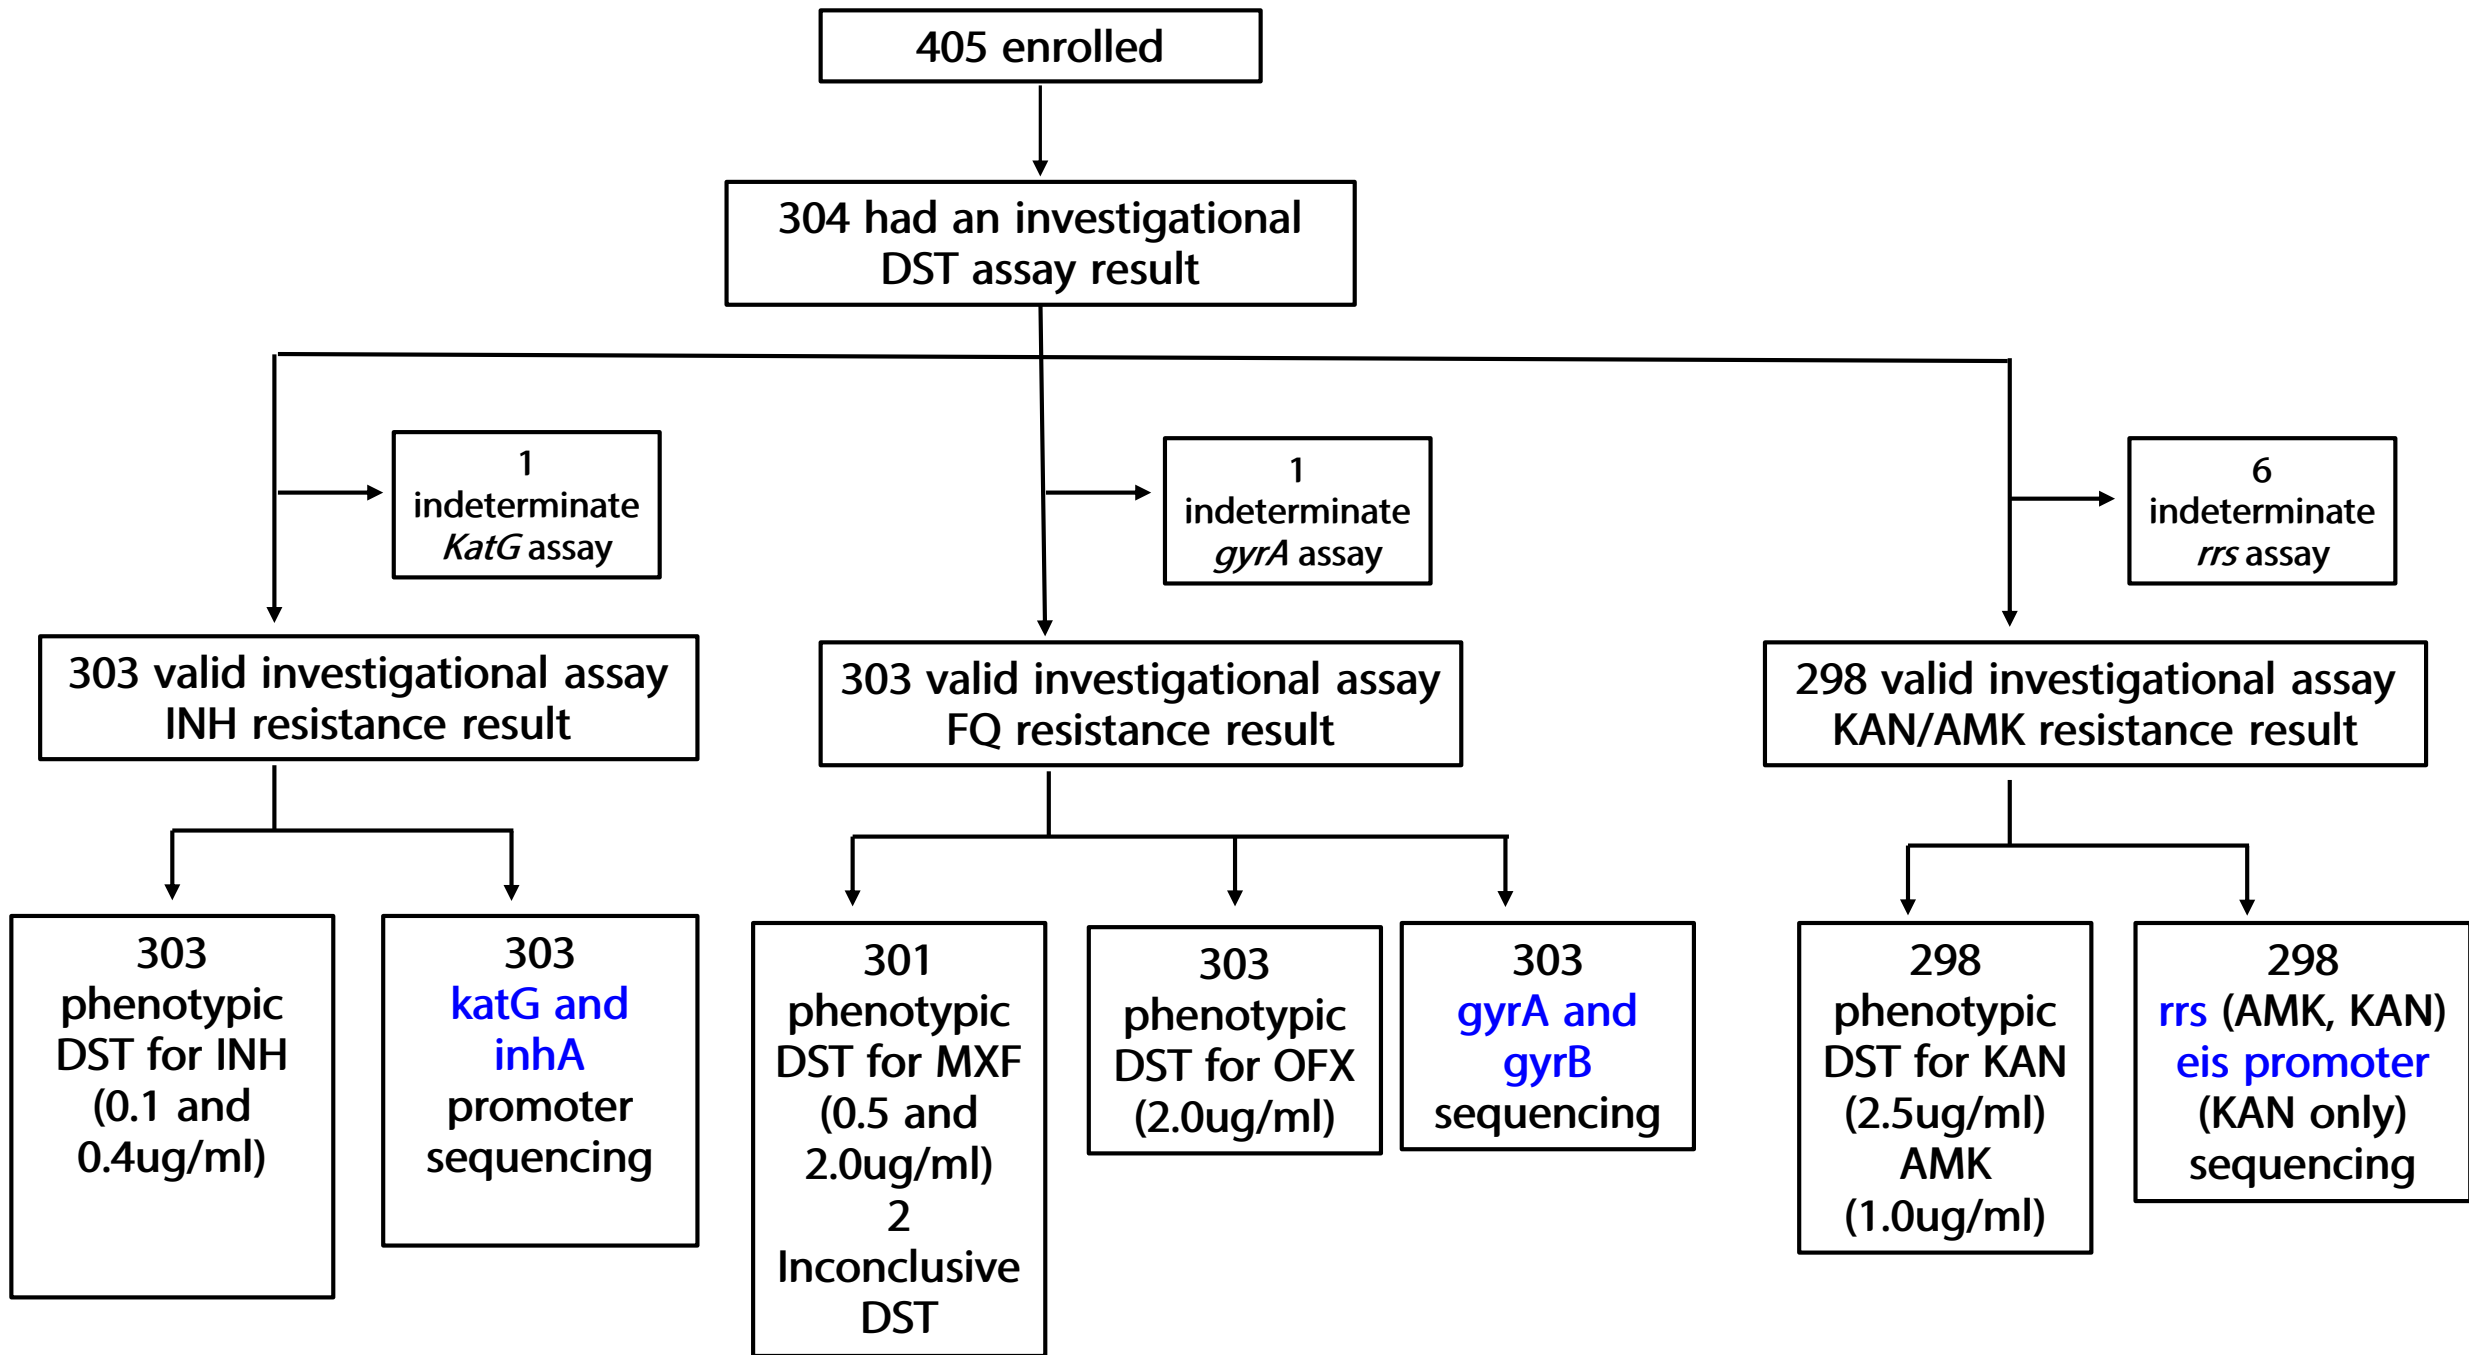 405 enrolled
304 had an investigational
DST assay result
1
indeterminate
KatG assay
1
indeterminate
gyrA assay
6
indeterminate
rrs assay
303 valid investigational assay
INH resistance result
303 valid investigational assay
FQ resistance result
298 valid investigational assay
KAN/AMK resistance result
303
phenotypic
DST for INH
(0.1 and
0.4ug/ml)
303
katG and
inhA
promoter
sequencing
301
phenotypic
DST for MXF
(0.5 and
2.0ug/ml)
2
Inconclusive
DST
303
phenotypic
DST for OFX
(2.0ug/ml)
303
gyrA and
gyrB
sequencing
298
phenotypic
DST for KAN
(2.5ug/ml)
AMK
(1.0ug/ml)
298
rrs (AMK, KAN)
eis promoter
(KAN only)
sequencing